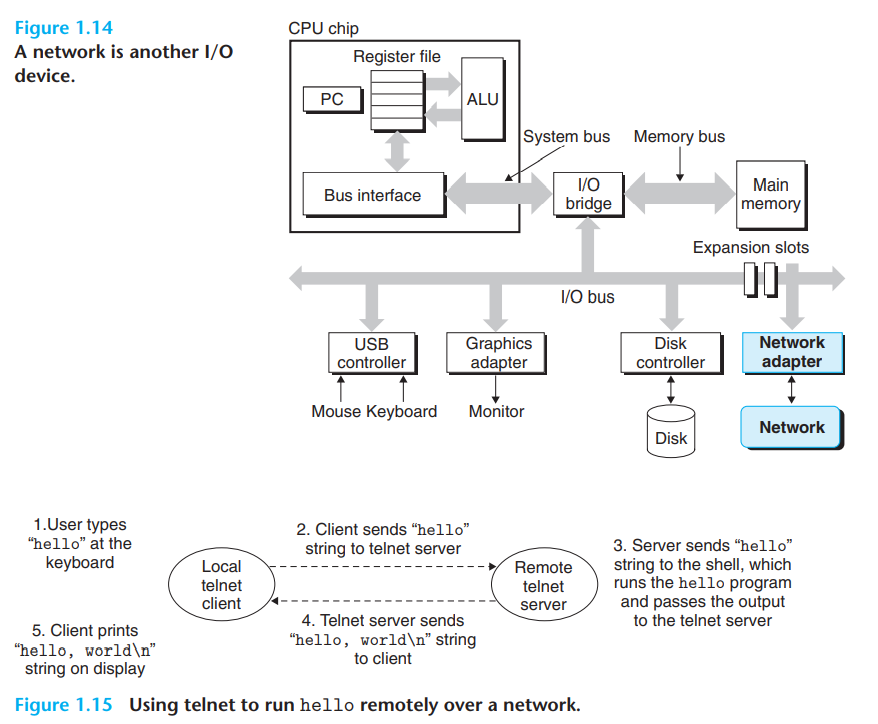 Figure 1.14
A network is another I/O
device.
CPU chip
Register file
PC
ALU
System bus
Memory bus
Bus interface
I/O
bridge
Main
memory
Expansion slots
I/O bus
USB
controller
Graphics
adapter
Disk
controller
Network
adapter
Mouse Keyboard
Monitor
Disk
Network
1.User types
“hello” at the
keyboard
Local
telnet
client
2. Client sends “hello”
string to telnet server
Remote
telnet
server
3. Server sends “hello”
string to the shell, which
runs the hello program
and passes the output
to the telnet server
4. Telnet server sends
“hello, world\n” string
to client
5. Client prints
“hello, world\n”
string on display
Figure 1.15 Using telnet to run hello remotely over a network.